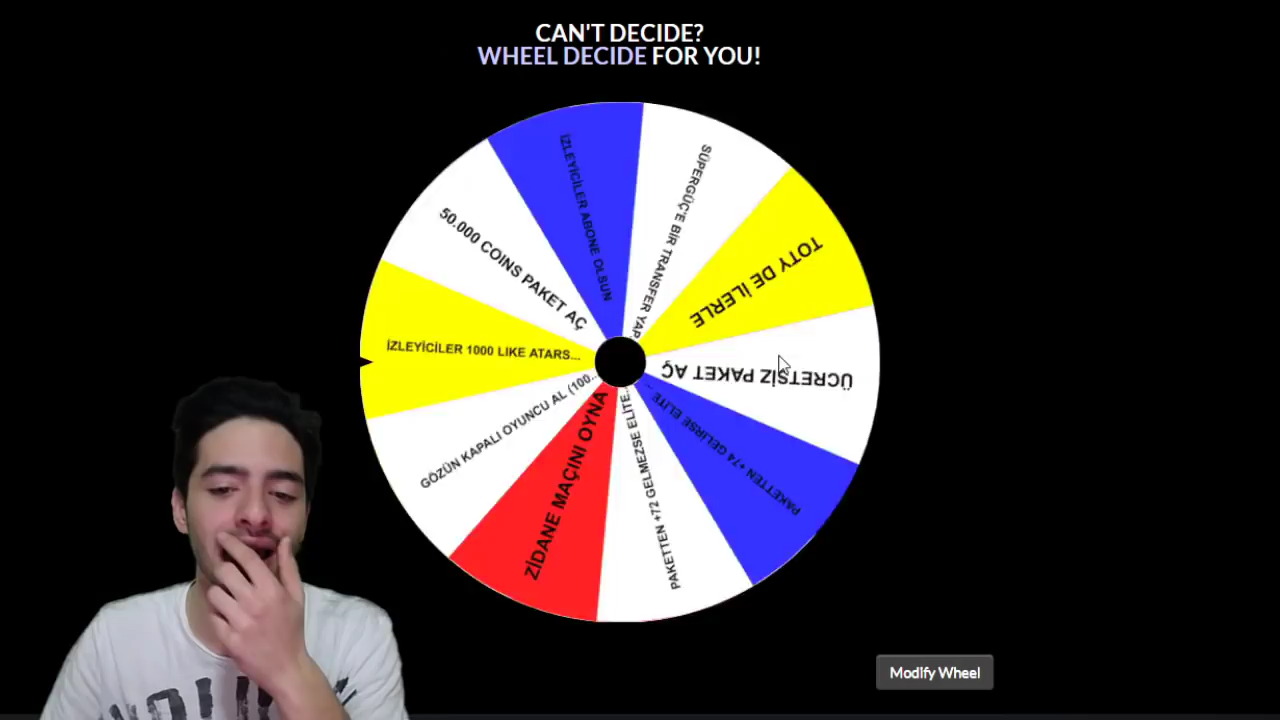 CAN'T DECIDE?
WHEEL DECIDE FOR YOU!
İZLEYİCİLER ABONE OLSUN
SÜPERGÜÇ'E BİR TRANSFER YAP
TOTY DE İLERLE
ÜCRETSİZ PAKET AÇ
PAKETTEN +74 GELİRSE ELİTE...
PAKETTEN +72 GELMEZSE ELİTE...
ZİDANE MAÇINI OYNA
GÖZÜN KAPALI OYUNCU AL (100...
İZLEYİCİLER 1000 LIKE ATARS...
50.000 COINS PAKET AÇ
Modify Wheel